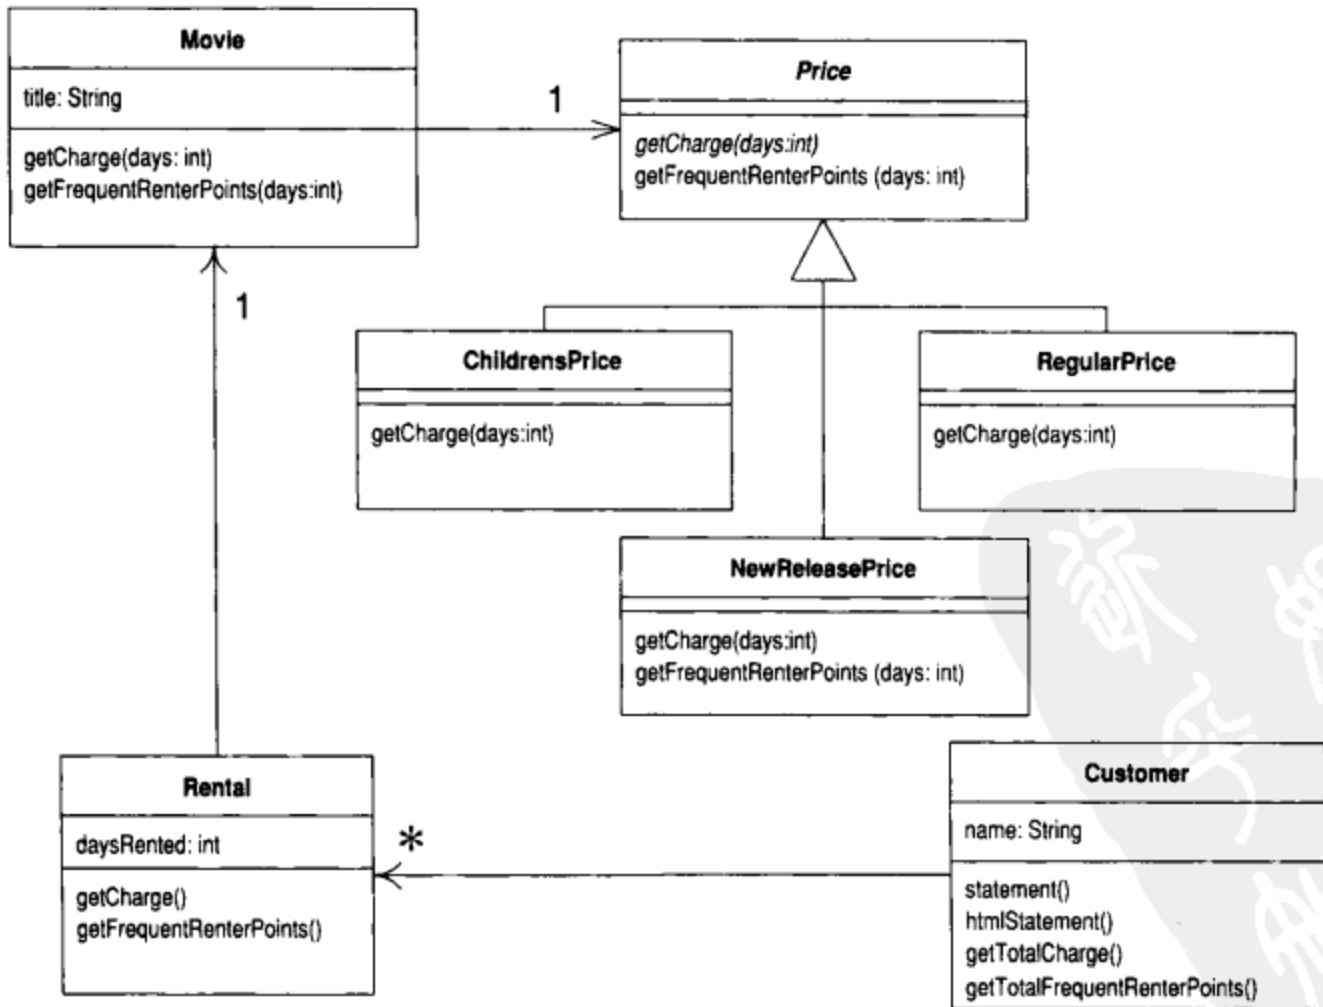 Movie
title: String
getCharge(days: int)
getFrequentRenterPoints(days:int)
1
Price
getCharge(days:int)
getFrequentRenterPoints (days: int)
1
ChildrensPrice
getCharge(days:int)
RegularPrice
getCharge(days:int)
NewReleasePrice
getCharge(days:int)
getFrequentRenterPoints (days: int)
Rental
daysRented: int
getCharge()
getFrequentRenterPoints()
*
Customer
name: String
statement()
htmlStatement()
getTotalCharge()
getTotalFrequentRenterPoints()